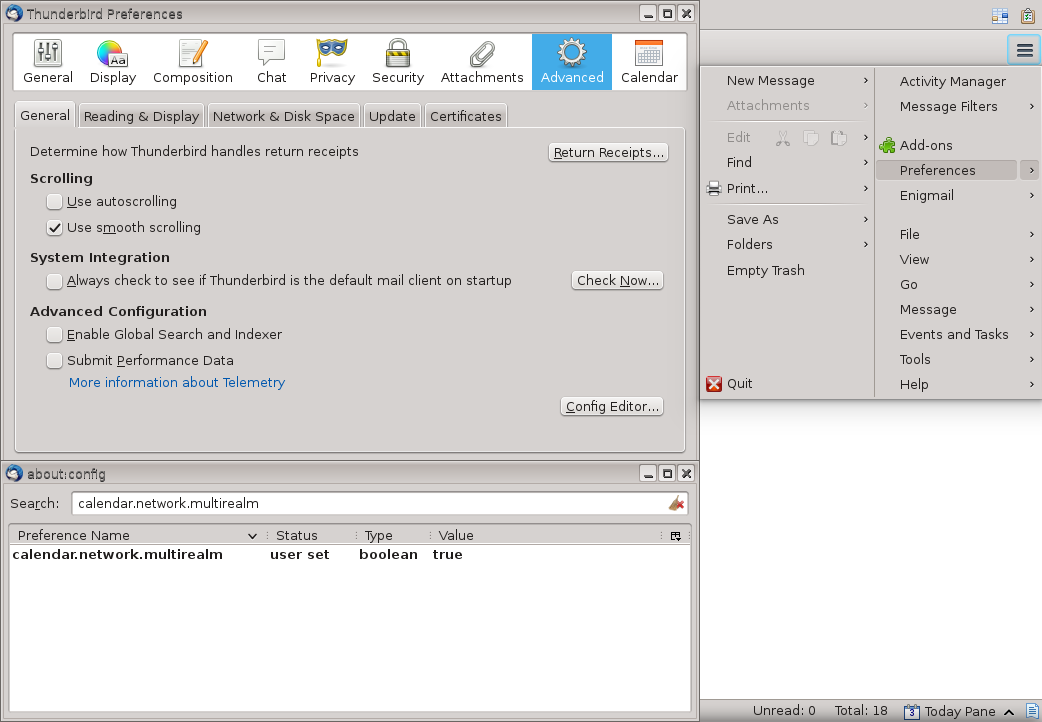 Thunderbird Preferences
General Display Composition Chat Privacy Security Attachments Advanced Calendar
General Reading & Display Network & Disk Space Update Certificates
Determine how Thunderbird handles return receipts Return Receipts...
Scrolling
Use autoscrolling
Use smooth scrolling
System Integration
Always check to see if Thunderbird is the default mail client on startup Check Now...
Advanced Configuration
Enable Global Search and Indexer
Submit Performance Data
More information about Telemetry
Config Editor...
about:config
Search: calendar.network.multirealm
Preference Name Status Type Value
calendar.network.multirealm user set boolean true
New Message
Attachments
Edit
Find
Print...
Save As
Folders
Empty Trash
Quit
Activity Manager
Message Filters
Add-ons
Preferences
Enigmail
File
View
Go
Message
Events and Tasks
Tools
Help
Unread: 0 Total: 18 3 Today Pane